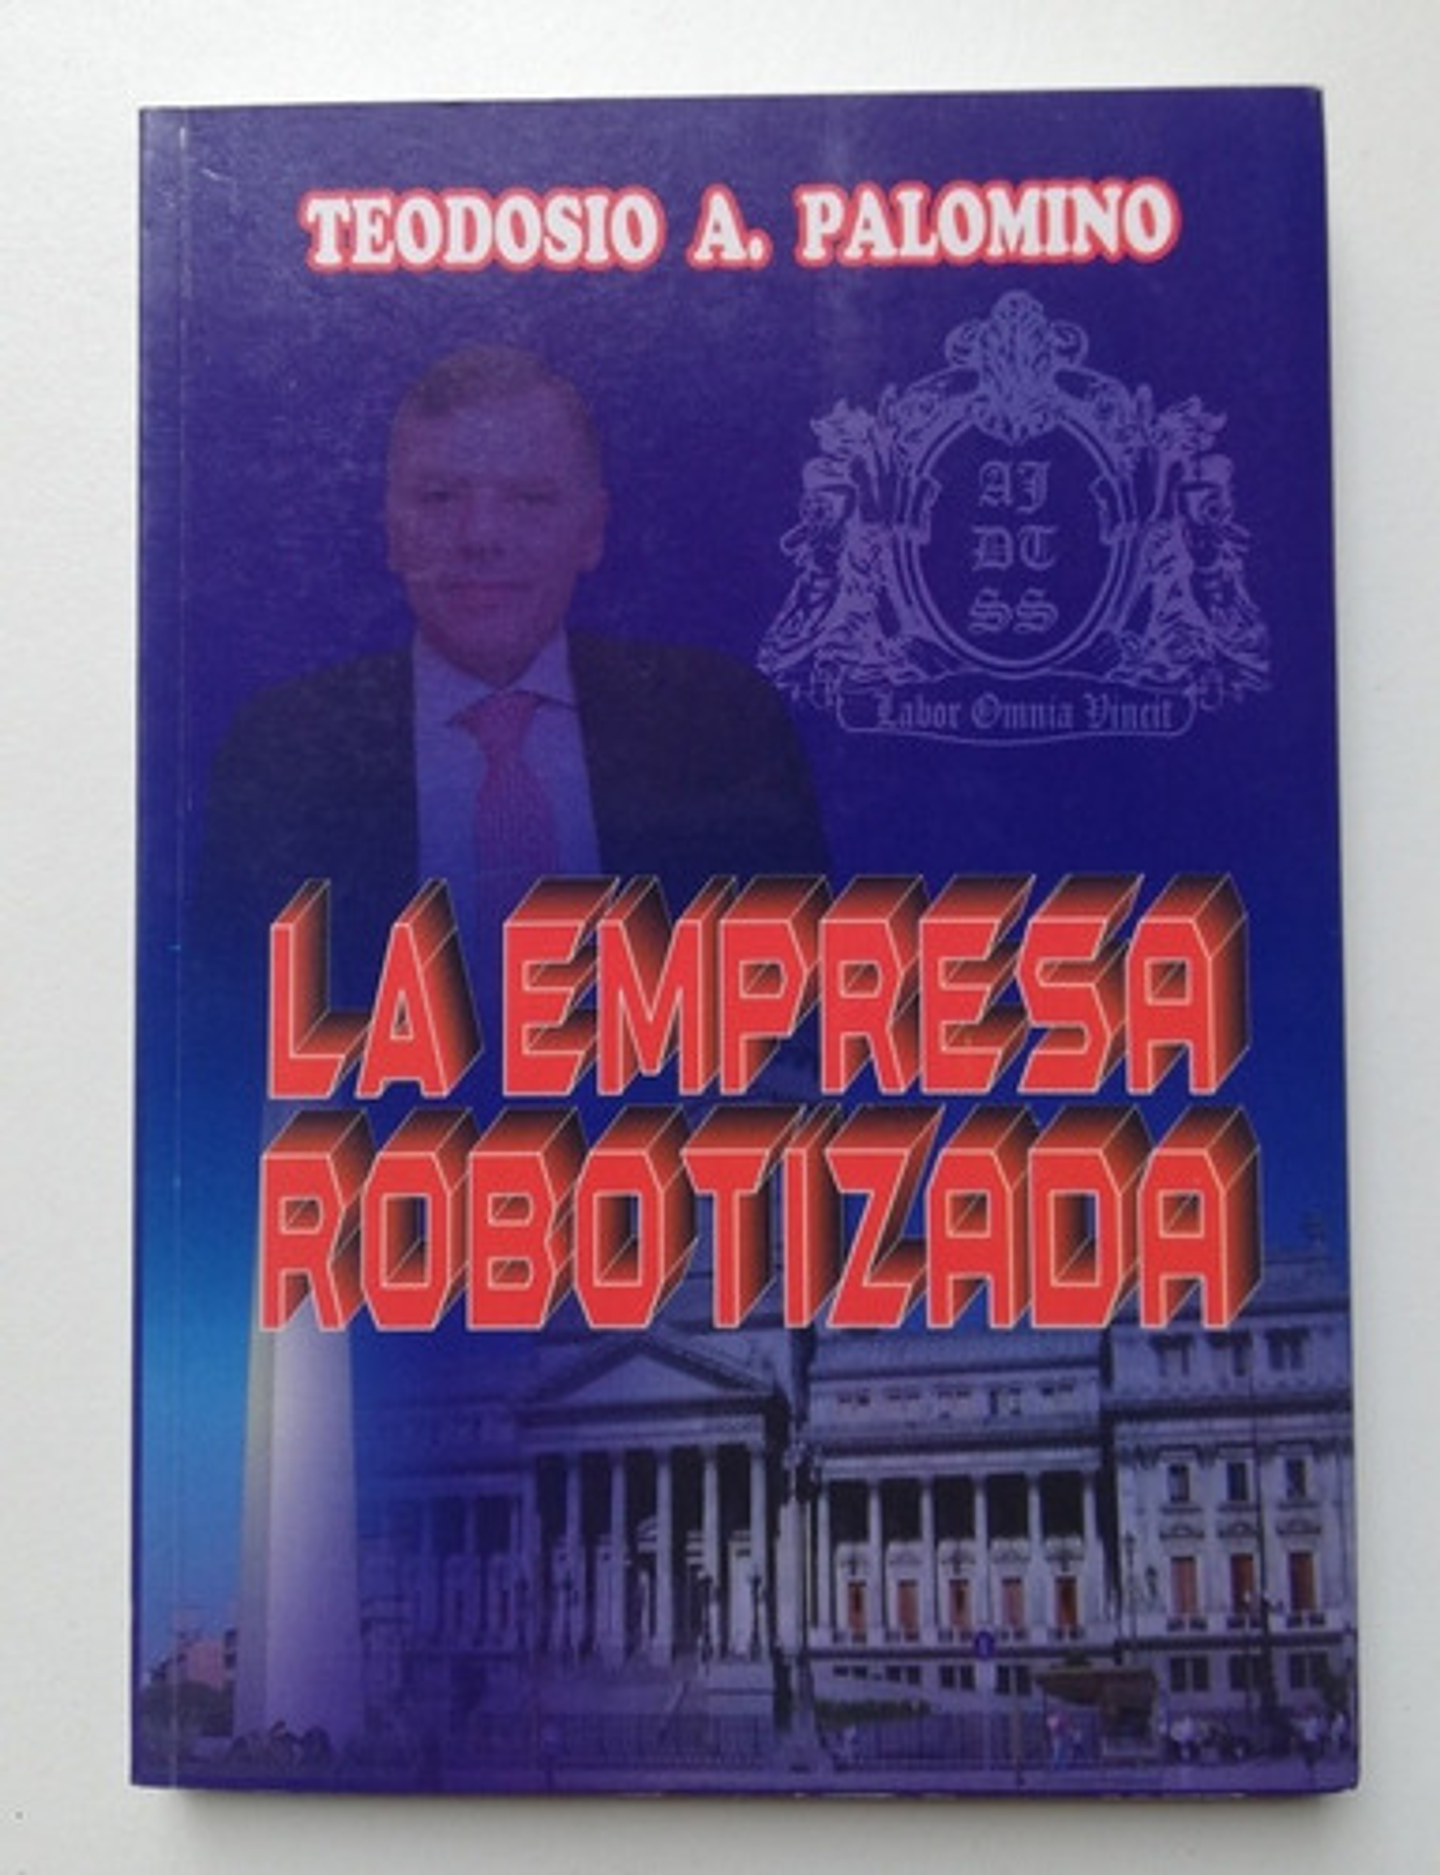 TEODOSIO A. PALOMINO
AJ
DT
SS
Labor Omnia Vincit
LA EMPRESA
ROBOTIZADA